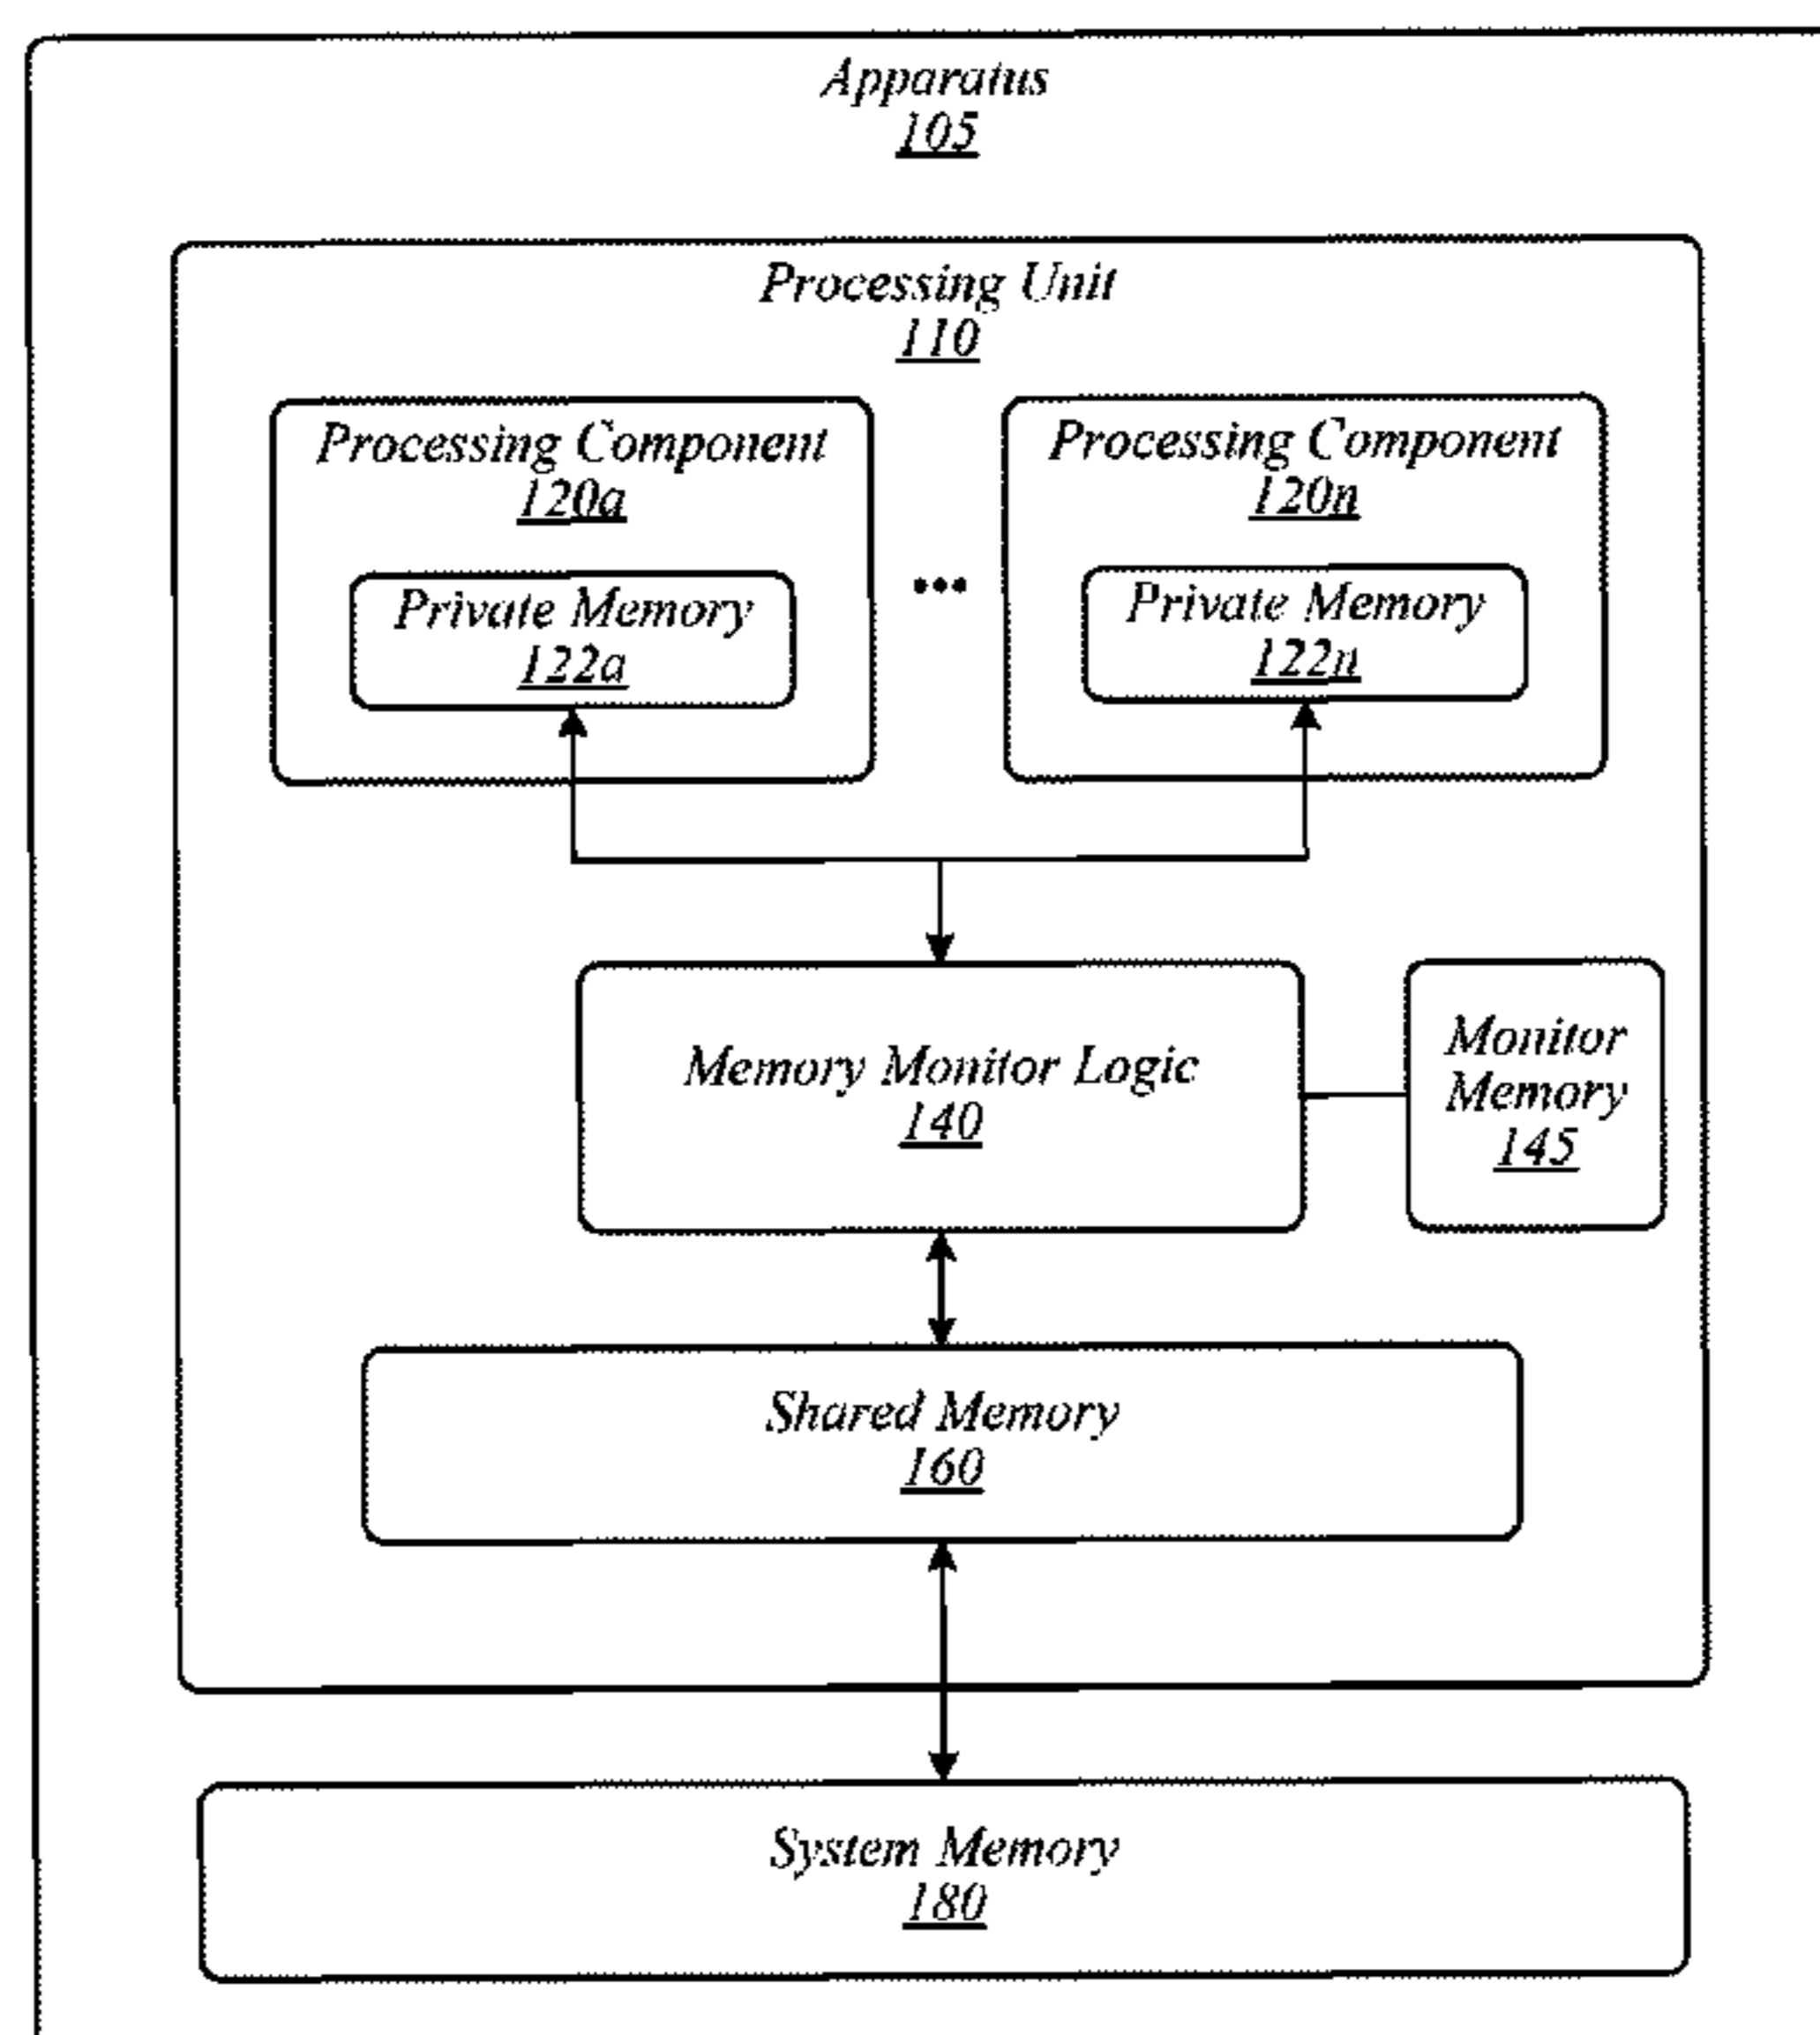 Apparatus
105
Processing Unit
110
Processing Component
120a
Private Memory
122a
...
Processing Component
120n
Private Memory
122n
Memory Monitor Logic
140
Monitor
Memory
145
Shared Memory
160
System Memory
180